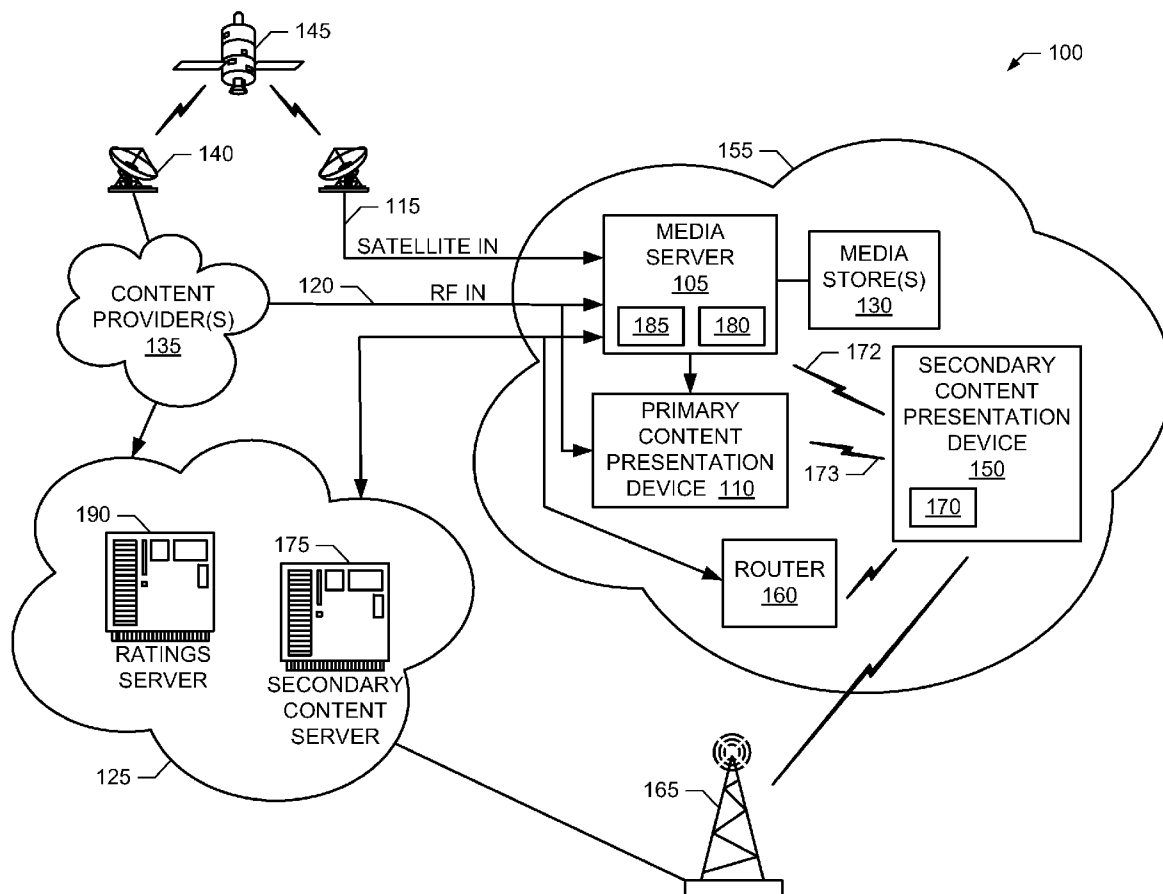 145
100
140
155
115
SATELLITE IN
MEDIA
SERVER
105
MEDIA
STORE(S)
130
CONTENT
PROVIDER(S)
135
120
RF IN
185
180
172
SECONDARY
CONTENT
PRESENTATION
DEVICE
150
PRIMARY
CONTENT
PRESENTATION
DEVICE 110
173
170
190
175
ROUTER
160
RATINGS
SERVER
SECONDARY
CONTENT
SERVER
125
165